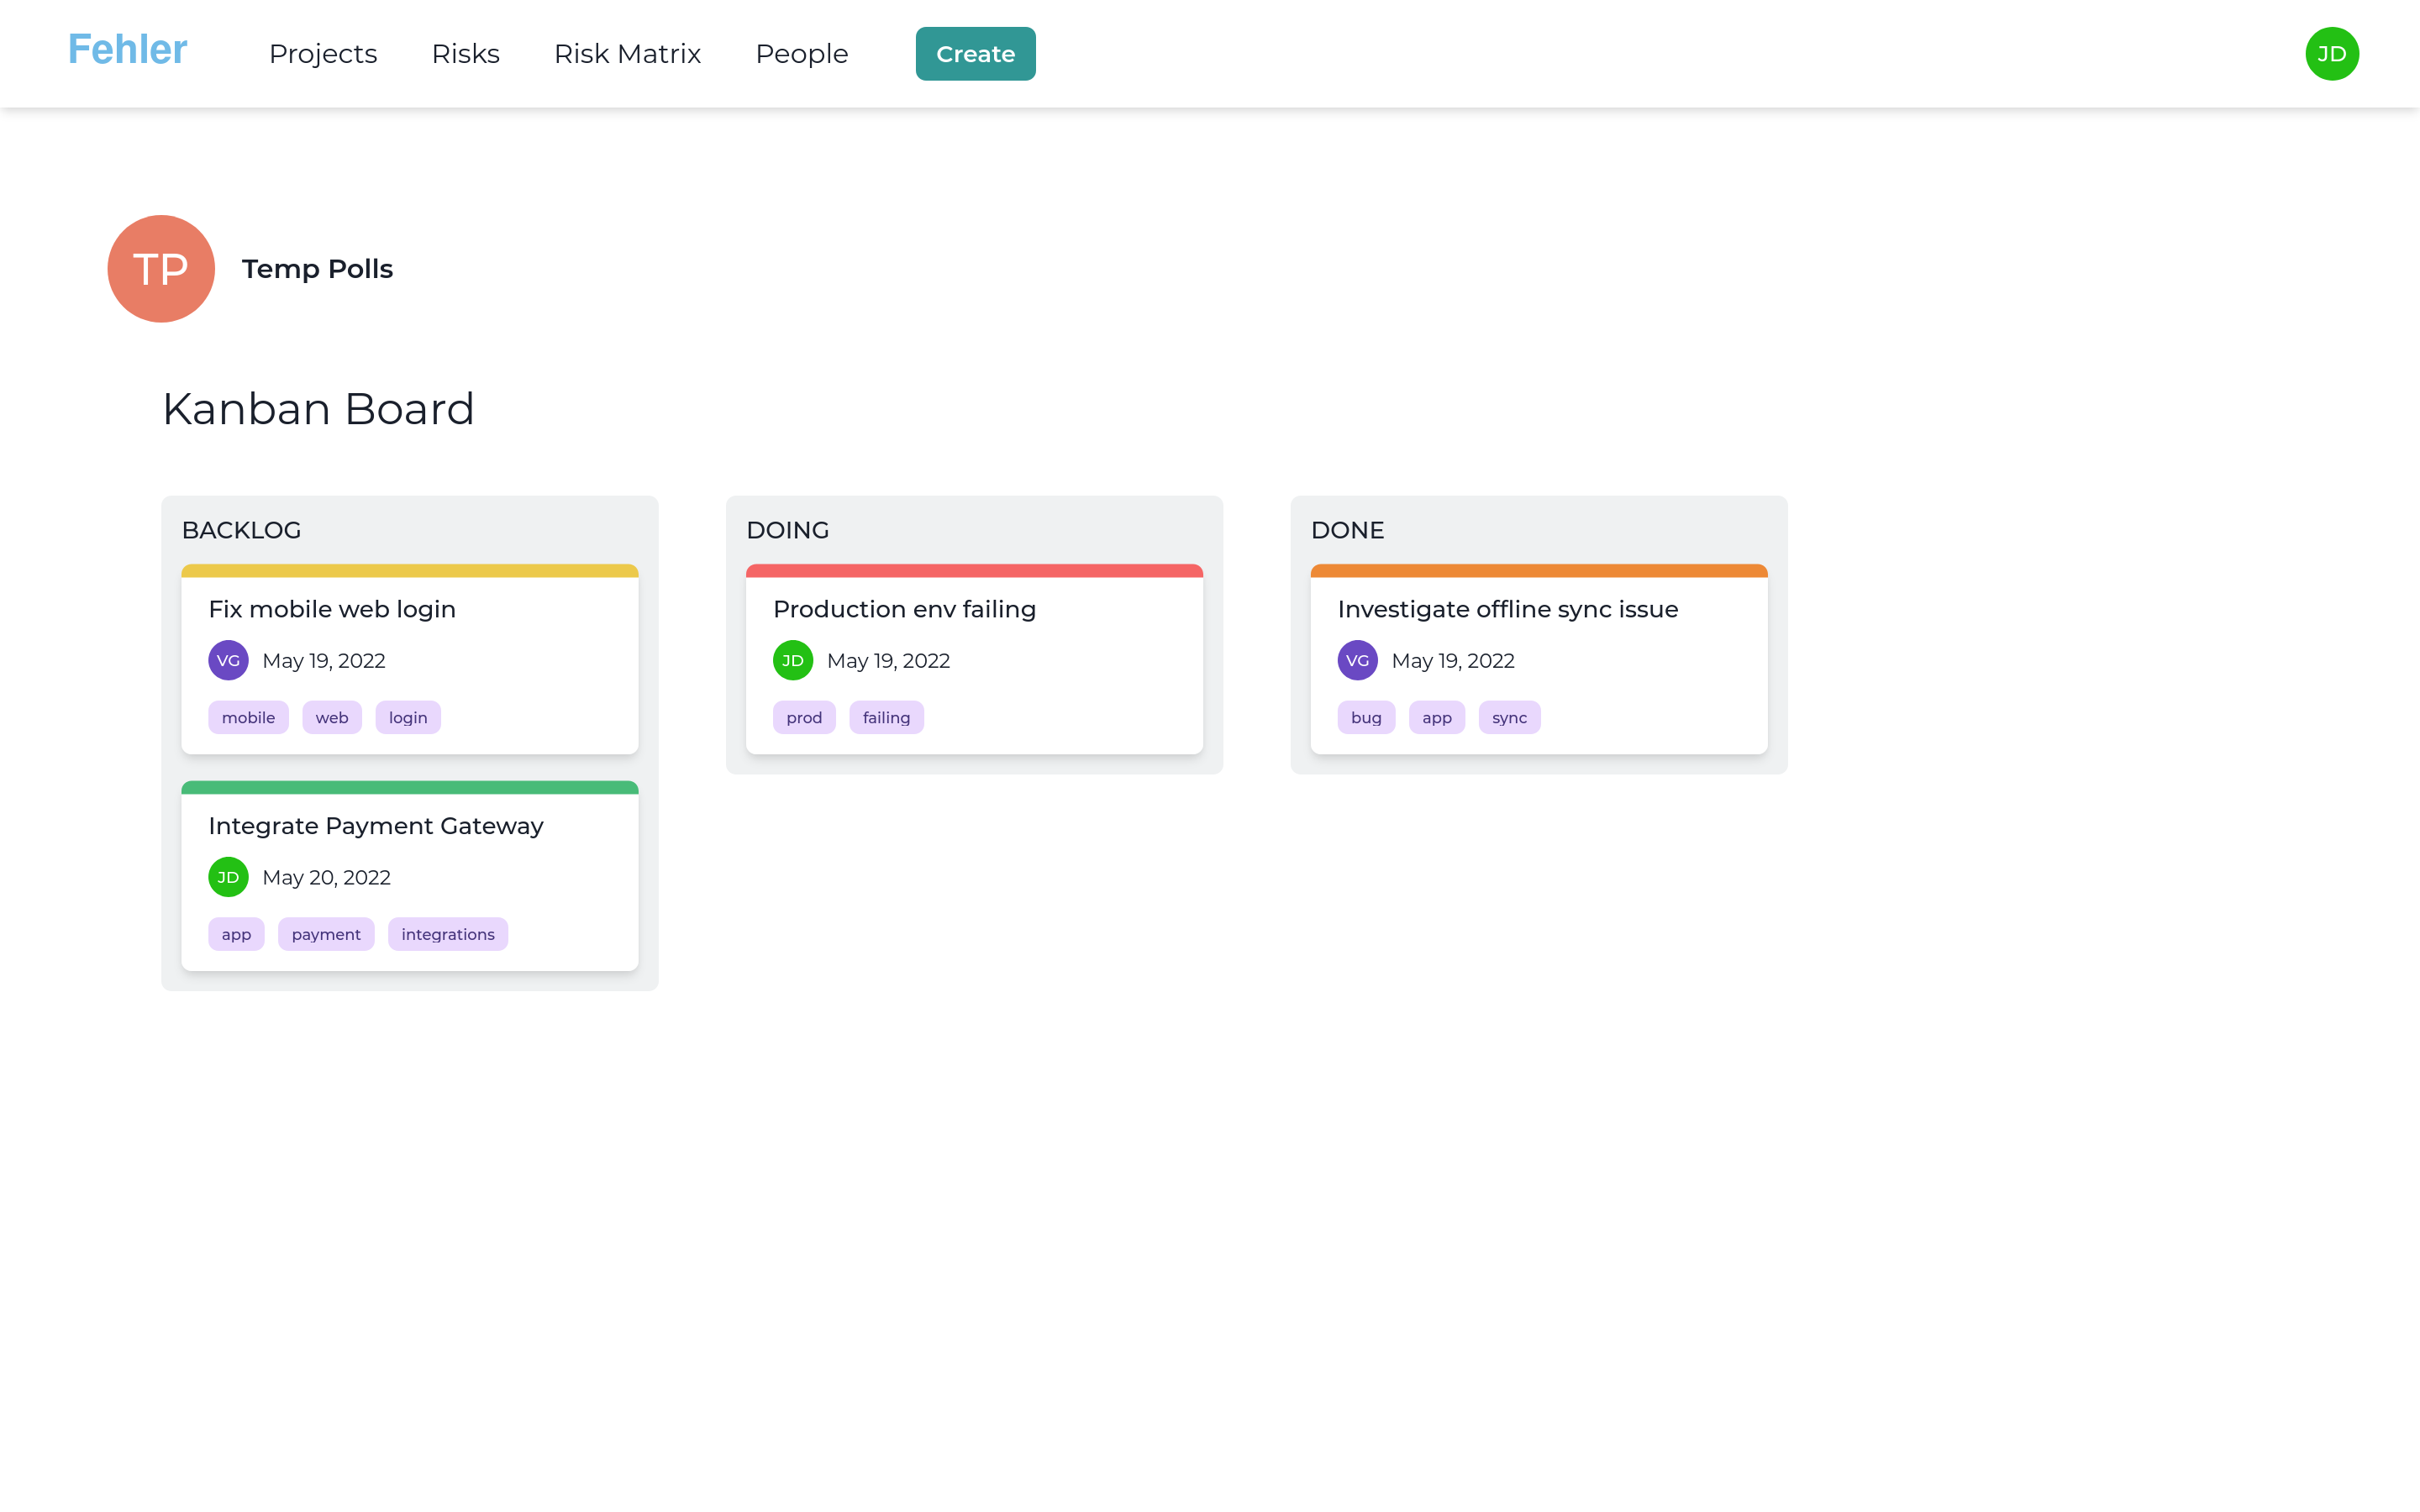 Fehler Projects Risks Risk Matrix People Create JD
TP Temp Polls
Kanban Board
BACKLOG
Fix mobile web login
VG May 19, 2022
mobile web login
Integrate Payment Gateway
JD May 20, 2022
app payment integrations
DOING
Production env failing
JD May 19, 2022
prod failing
DONE
Investigate offline sync issue
VG May 19, 2022
bug app sync